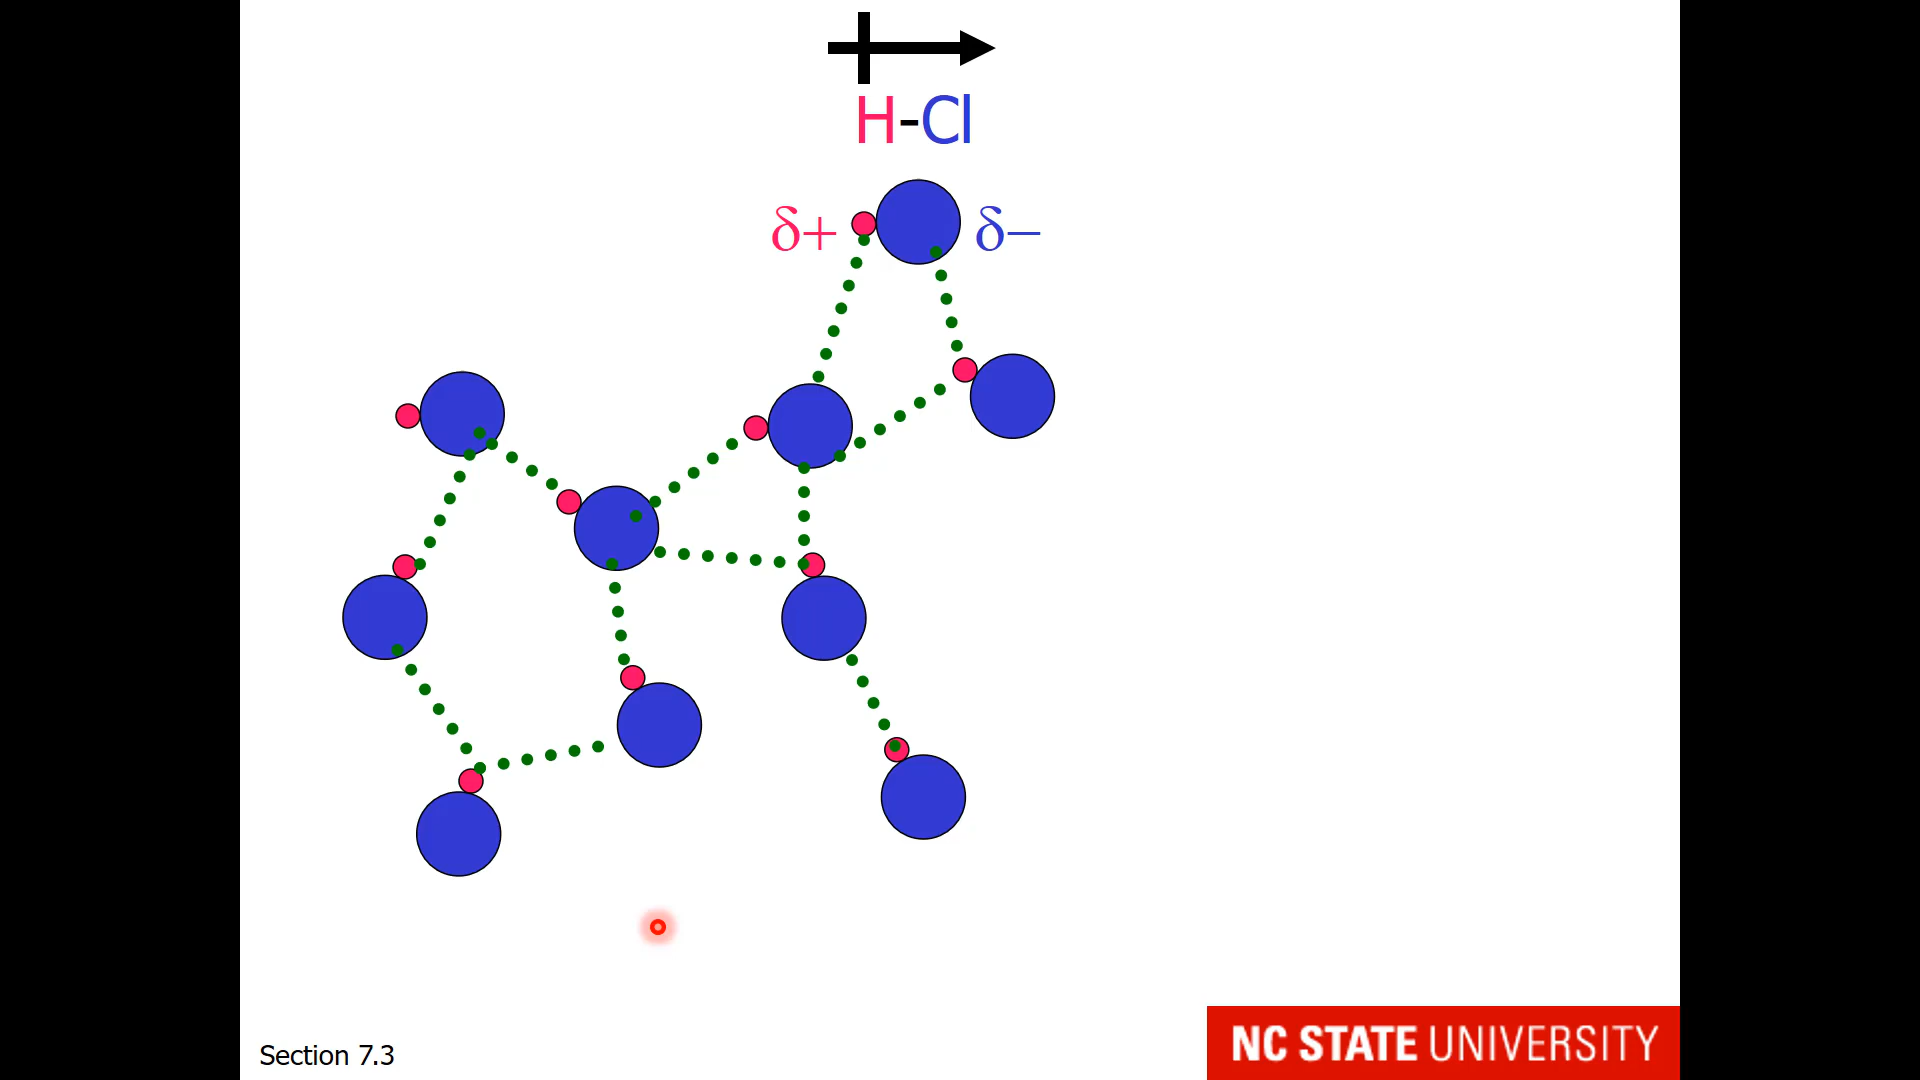 H-Cl
δ+ δ−
Section 7.3
NC STATE UNIVERSITY